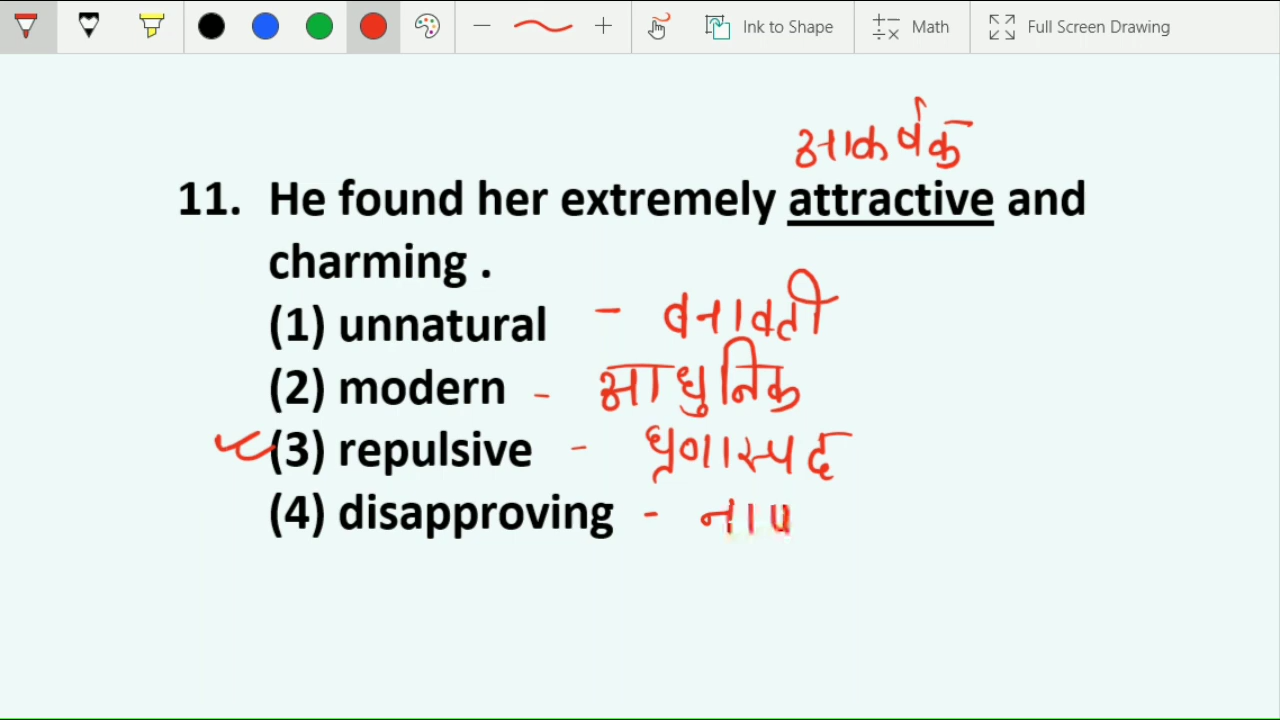 Ink to Shape Math Full Screen Drawing
आकर्षक
11. He found her extremely attractive and
charming .
(1) unnatural - बनावती
(2) modern - आधुनिक
(3) repulsive - घृणास्पद
(4) disapproving - नाप